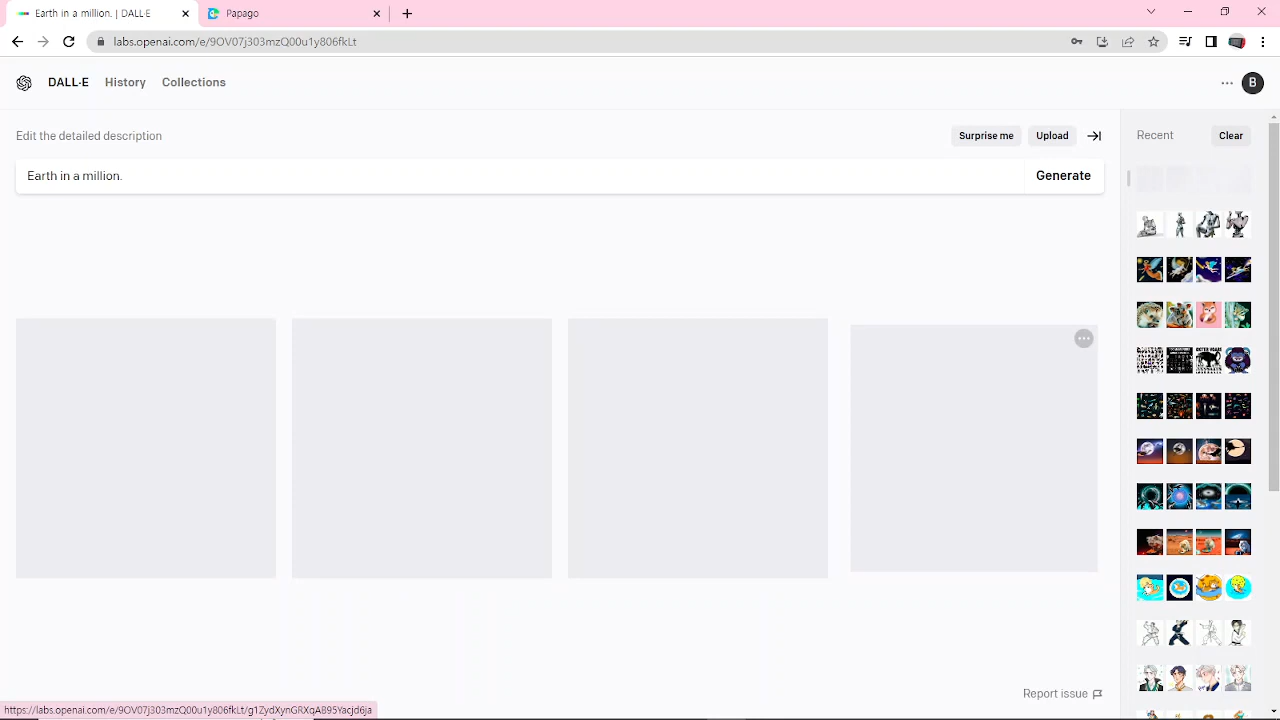 Earth in a million. | DALL·E
Papago
labs.openai.com/e/9OV07j303mzQ00u1y806fkLt
DALL·E
History
Collections
B
Edit the detailed description
Surprise me
Upload
Recent
Clear
Earth in a million.
Generate
Report issue
https://labs.openai.com/e/9OV07j303mzQ00u1y806fkLt/g1ZydXynGRXqA895Yacjd6ja